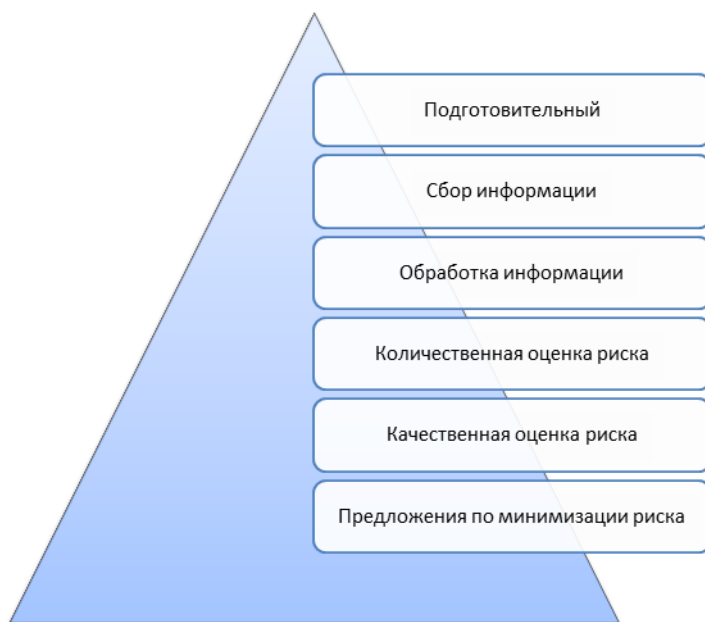 Подготовительный
Сбор информации
Обработка информации
Количественная оценка риска
Качественная оценка риска
Предложения по минимизации риска